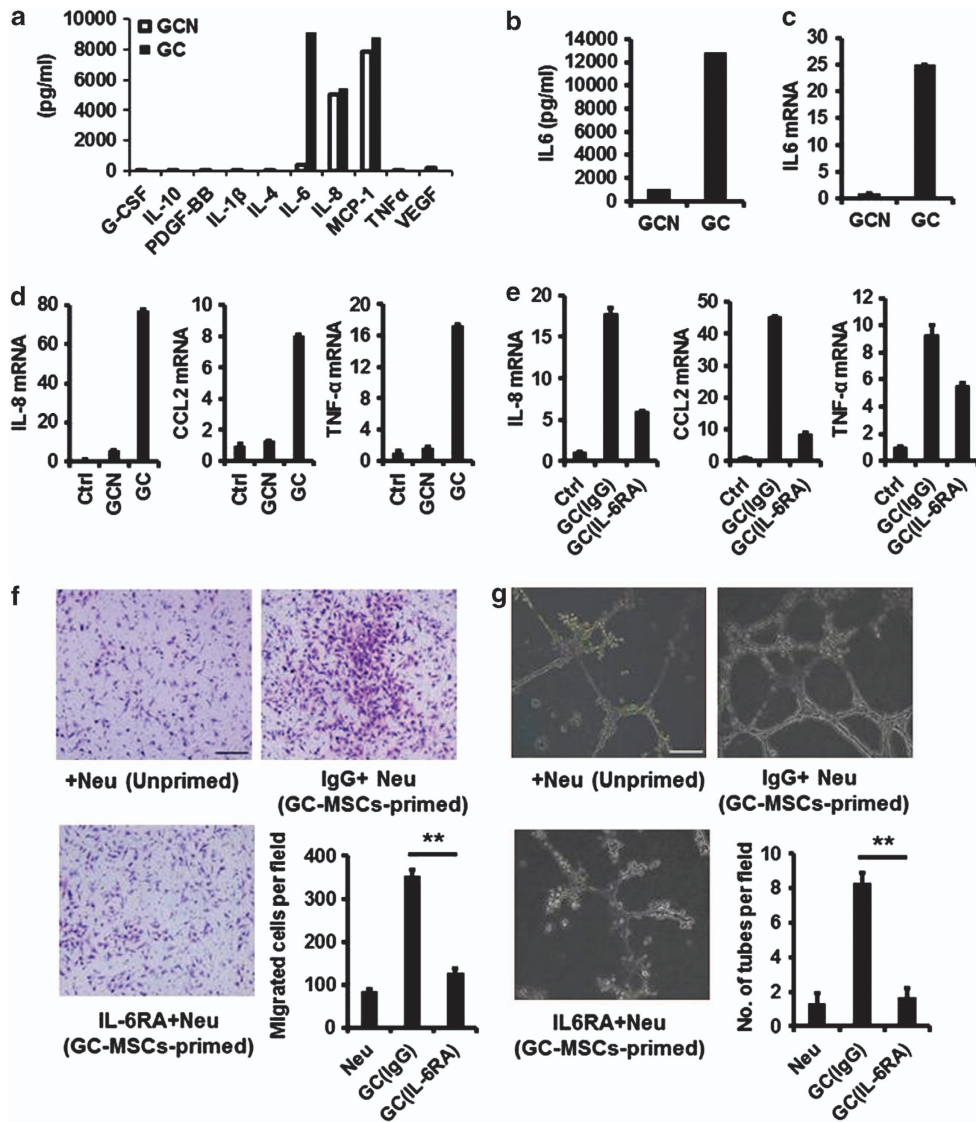 a
GCN
GC
(pg/ml)
10000
8000
6000
4000
2000
0
G-CSF
IL-10
PDGF-BB
IL-1β
IL-4
IL-6
IL-8
MCP-1
TNFα
VEGF
b
IL6 (pg/ml)
14000
12000
10000
8000
6000
4000
2000
0
GCN
GC
c
IL6 mRNA
30
25
20
15
10
5
0
GCN
GC
d
IL-8 mRNA
80
60
40
20
0
Ctrl
GCN
GC
CCL2 mRNA
10
8
6
4
2
0
Ctrl
GCN
GC
TNF-α mRNA
20
16
12
8
4
0
Ctrl
GCN
GC
e
IL-8 mRNA
20
15
10
5
0
Ctrl
GC(IgG)
GC(IL-6RA)
CCL2 mRNA
50
40
30
20
10
0
Ctrl
GC(IgG)
GC(IL-6RA)
TNF-α mRNA
12
10
8
6
4
2
0
Ctrl
GC(IgG)
GC(IL-6RA)
f
+Neu (Unprimed)
IgG+ Neu
(GC-MSCs-primed)
IL-6RA+Neu
(GC-MSCs-primed)
Migrated cells per field
400
300
200
100
0
**
Neu
GC(IgG)
GC(IL-6RA)
g
+Neu (Unprimed)
IgG+ Neu
(GC-MSCs-primed)
IL6RA+Neu
(GC-MSCs-primed)
No. of tubes per field
10
8
6
4
2
0
**
Neu
GC(IgG)
GC(IL-6RA)